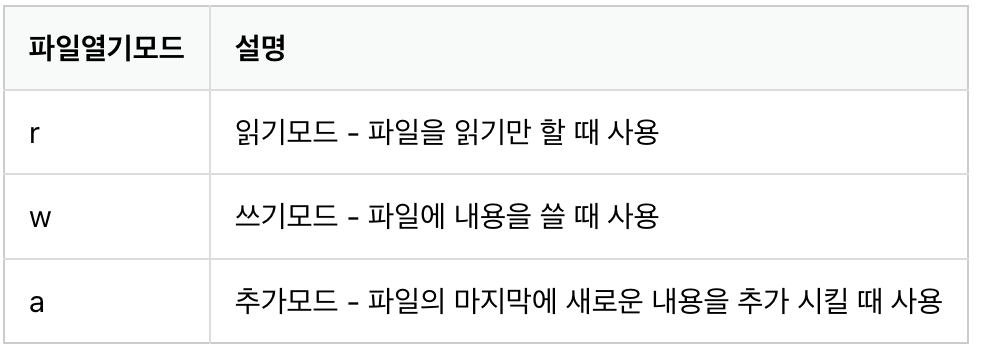 파일열기모드 설명
r 읽기모드 - 파일을 읽기만 할 때 사용
w 쓰기모드 - 파일에 내용을 쓸 때 사용
a 추가모드 - 파일의 마지막에 새로운 내용을 추가 시킬 때 사용